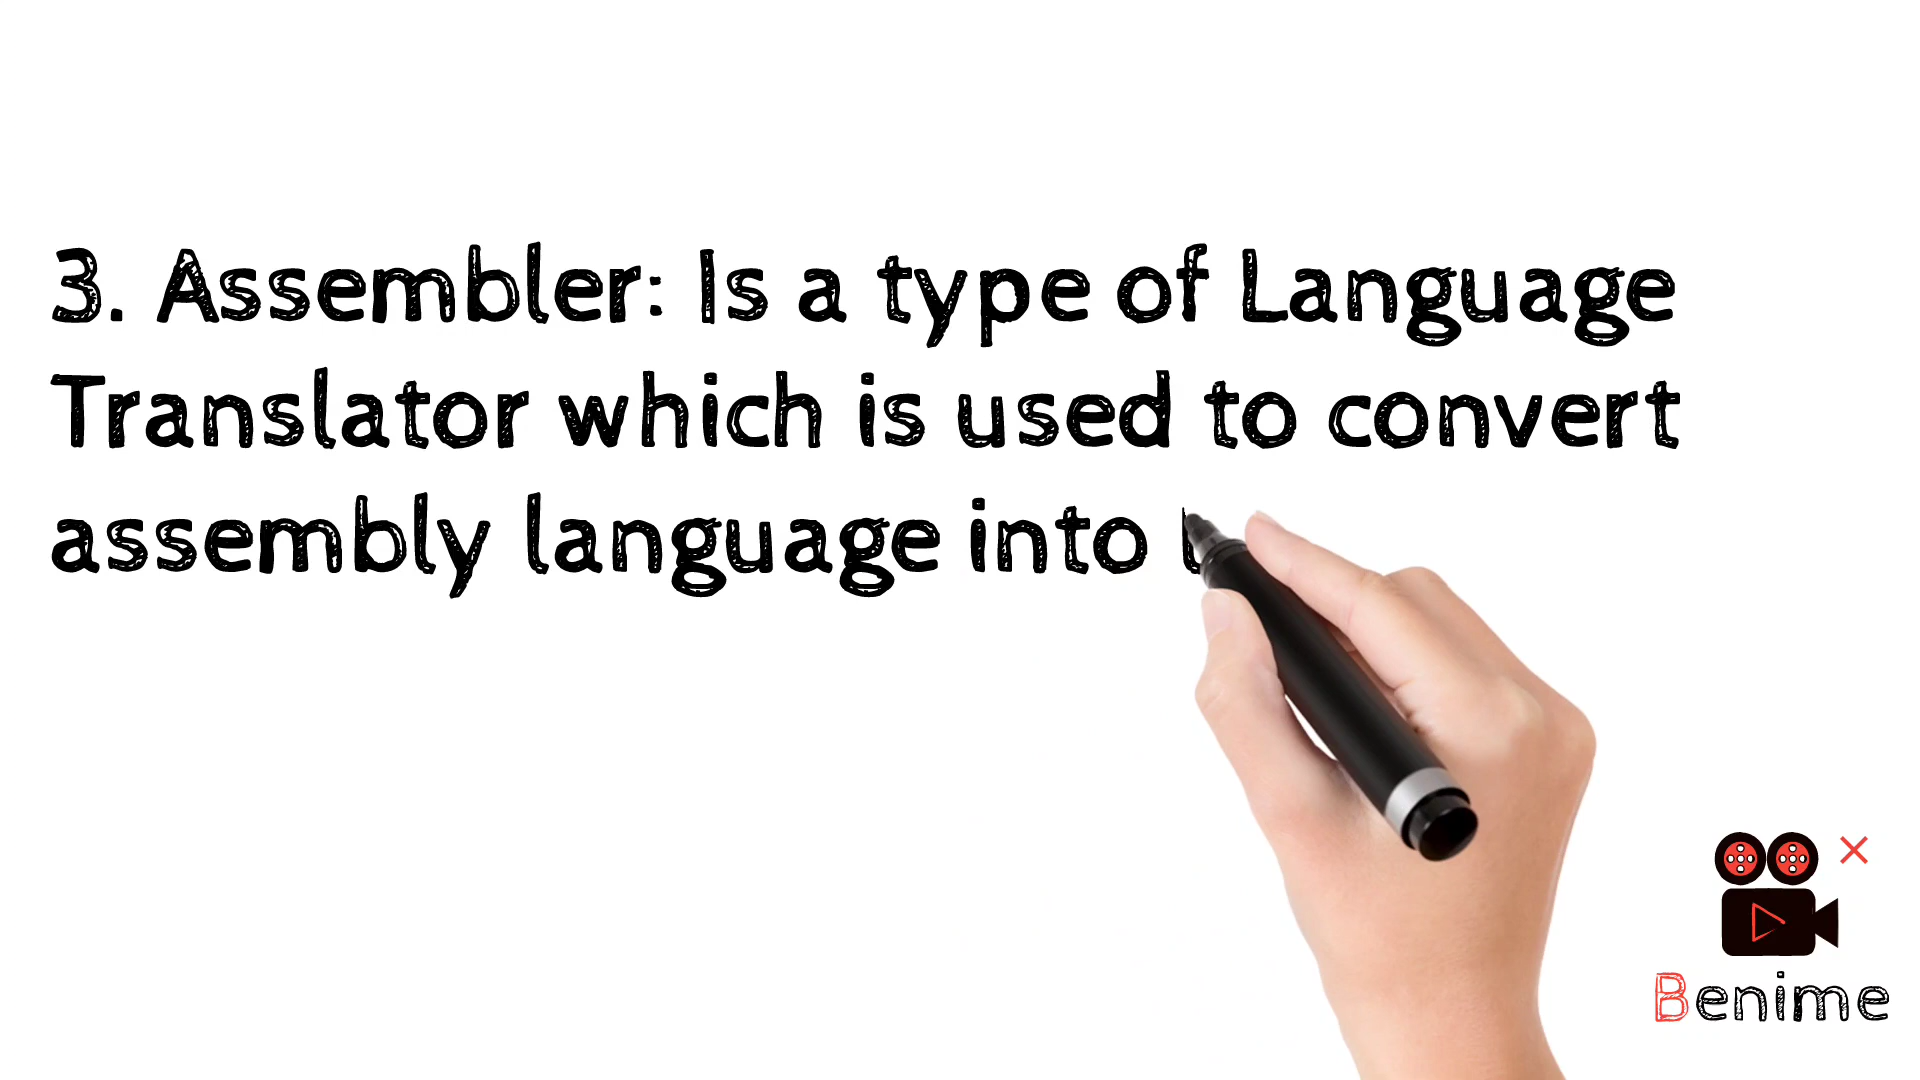 3. Assembler: Is a type of Language
Translator which is used to convert
assembly language into
Benime